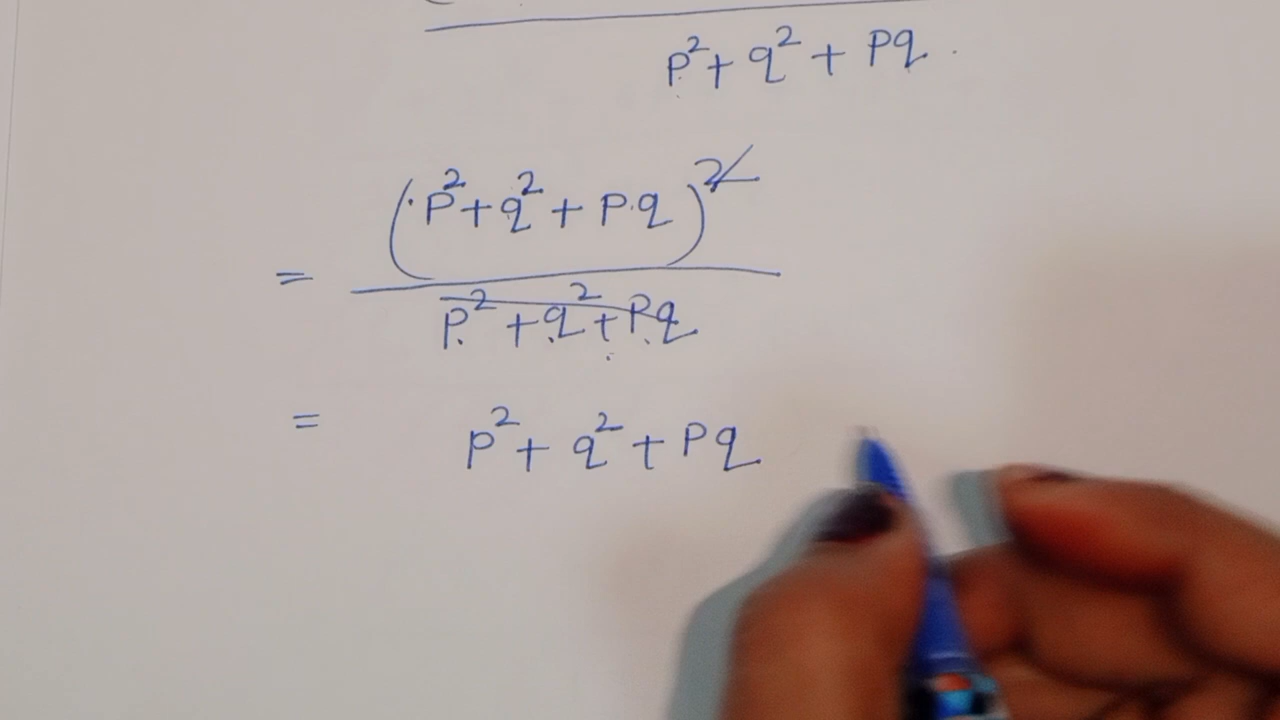 p² + q² + pq .
= (p² + q² + p.q)²
p² + q² + pq
= p² + q² + pq